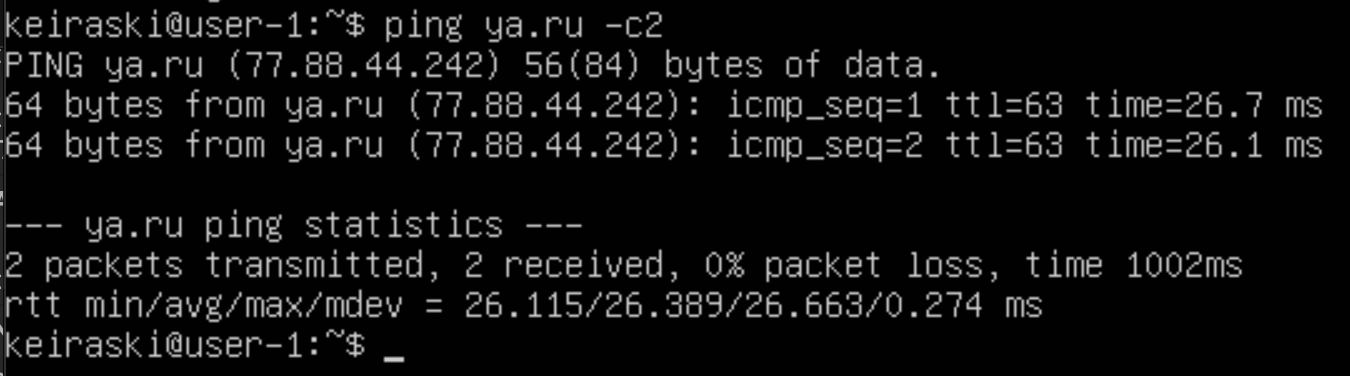 keiraski@user-1:~$ ping ya.ru -c2
PING ya.ru (77.88.44.242) 56(84) bytes of data.
64 bytes from ya.ru (77.88.44.242): icmp_seq=1 ttl=63 time=26.7 ms
64 bytes from ya.ru (77.88.44.242): icmp_seq=2 ttl=63 time=26.1 ms

--- ya.ru ping statistics ---
2 packets transmitted, 2 received, 0% packet loss, time 1002ms
rtt min/avg/max/mdev = 26.115/26.389/26.663/0.274 ms
keiraski@user-1:~$ _